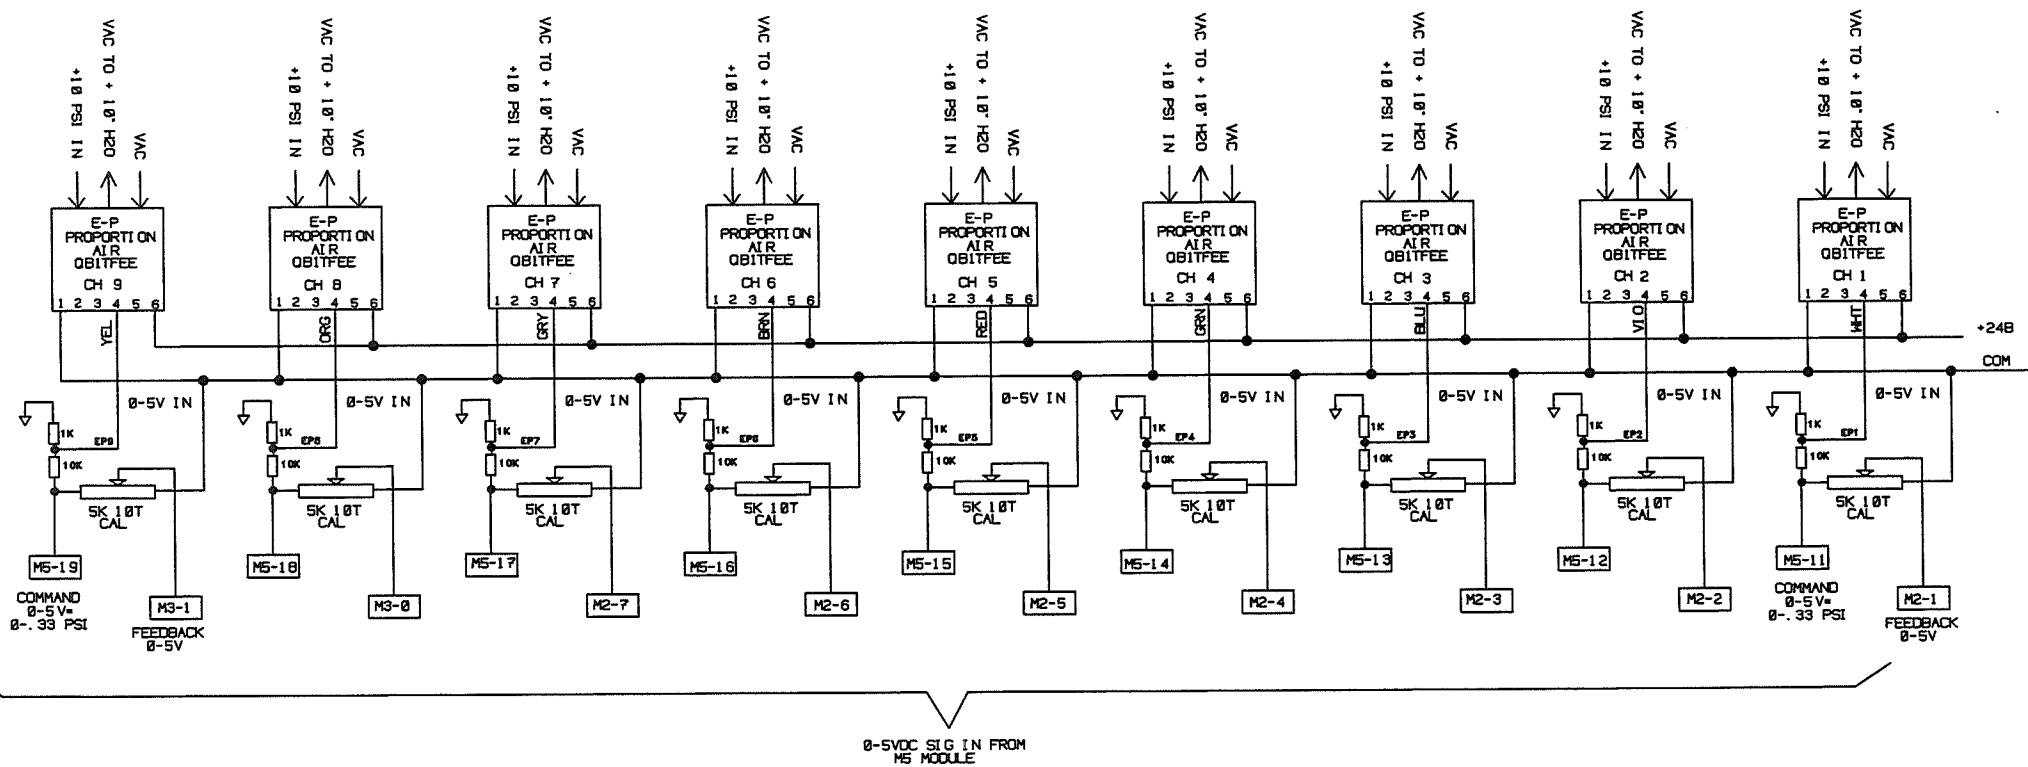 +10 PSI IN
VAC TO + 10" H2O
VAC
+10 PSI IN
VAC TO + 10" H2O
VAC
+10 PSI IN
VAC TO + 10" H2O
VAC
+10 PSI IN
VAC TO + 10" H2O
VAC
+10 PSI IN
VAC TO + 10" H2O
VAC
+10 PSI IN
VAC TO + 10" H2O
VAC
+10 PSI IN
VAC TO + 10" H2O
VAC
+10 PSI IN
VAC TO + 10" H2O
VAC
+10 PSI IN
VAC TO + 10" H2O
VAC
E-P
PROPORTION
AIR
QB1TFEE
CH 9
1 2 3 4 5 6
E-P
PROPORTION
AIR
QB1TFEE
CH 8
1 2 3 4 5 6
E-P
PROPORTION
AIR
QB1TFEE
CH 7
1 2 3 4 5 6
E-P
PROPORTION
AIR
QB1TFEE
CH 6
1 2 3 4 5 6
E-P
PROPORTION
AIR
QB1TFEE
CH 5
1 2 3 4 5 6
E-P
PROPORTION
AIR
QB1TFEE
CH 4
1 2 3 4 5 6
E-P
PROPORTION
AIR
QB1TFEE
CH 3
1 2 3 4 5 6
E-P
PROPORTION
AIR
QB1TFEE
CH 2
1 2 3 4 5 6
E-P
PROPORTION
AIR
QB1TFEE
CH 1
1 2 3 4 5 6
YEL
ORG
GRY
BRN
RED
GRN
BLU
VIO
WHT
+24B
COM
0-5V IN
1K
EP9
10K
5K 10T
CAL
0-5V IN
1K
EP8
10K
5K 10T
CAL
0-5V IN
1K
EP7
10K
5K 10T
CAL
0-5V IN
1K
EP6
10K
5K 10T
CAL
0-5V IN
1K
EP5
10K
5K 10T
CAL
0-5V IN
1K
EP4
10K
5K 10T
CAL
0-5V IN
1K
EP3
10K
5K 10T
CAL
0-5V IN
1K
EP2
10K
5K 10T
CAL
0-5V IN
1K
EP1
10K
5K 10T
CAL
M5-19
COMMAND
0-5V=
0-.33 PSI
M3-1
FEEDBACK
0-5V
M5-18
M3-0
M5-17
M2-7
M5-16
M2-6
M5-15
M2-5
M5-14
M2-4
M5-13
M2-3
M5-12
M2-2
M5-11
COMMAND
0-5V=
0-.33 PSI
M2-1
FEEDBACK
0-5V
0-5VDC SIG IN FROM
M5 MODULE